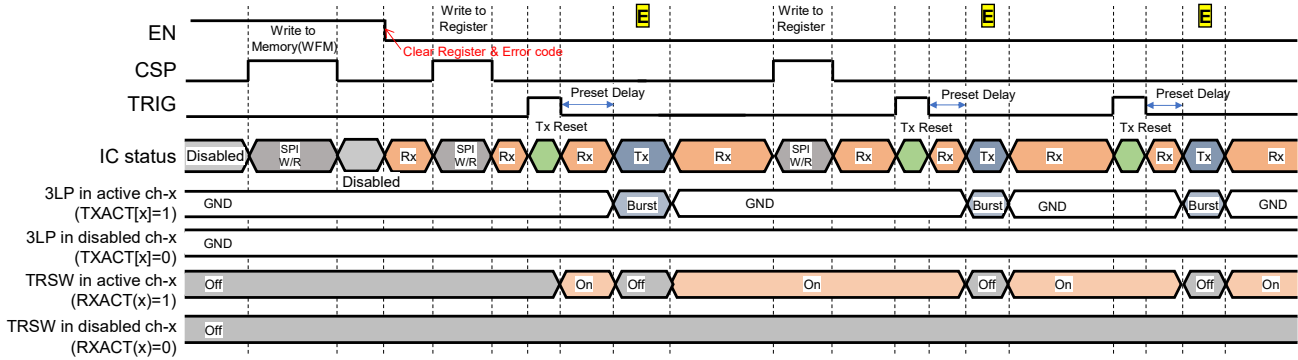 Write to
Register
E
Write to
Register
E
E
EN
Write to
Memory(WFM)
Clear Register & Error code
CSP
Preset Delay
Preset Delay
Preset Delay
TRIG
Tx Reset
Tx Reset
Tx Reset
IC status
Disabled
SPI
W/R
Disabled
Rx
SPI
W/R
Rx
Rx
Tx
Rx
SPI
W/R
Rx
Rx
Tx
Rx
Rx
Tx
Rx
3LP in active ch-x
(TXACT[x]=1)
GND
Burst
GND
Burst
GND
Burst
GND
3LP in disabled ch-x
(TXACT[x]=0)
GND
TRSW in active ch-x
(RXACT(x)=1)
Off
On
Off
On
Off
On
Off
On
TRSW in disabled ch-x
(RXACT(x)=0)
Off